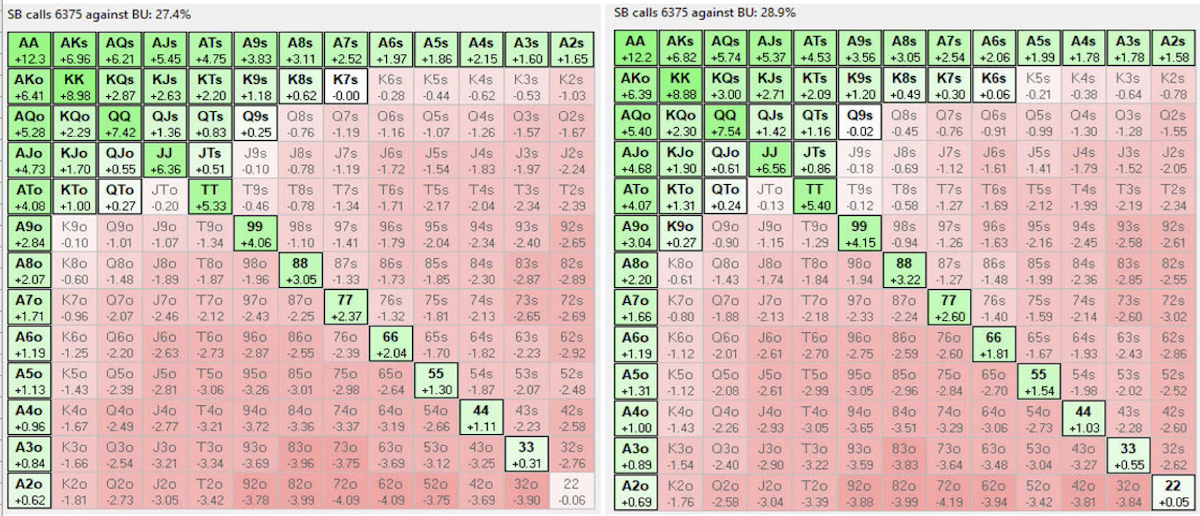 SB calls 6375 against BU: 27.4%
AA AKs AQs AJs ATs A9s A8s A7s A6s A5s A4s A3s A2s
+12.3 +6.96 +6.21 +5.45 +4.75 +3.83 +3.11 +2.52 +1.97 +1.86 +2.15 +1.60 +1.65
AKo KK KQs KJs KTs K9s K8s K7s K6s K5s K4s K3s K2s
+6.41 +8.98 +2.87 +2.63 +2.20 +1.18 +0.62 -0.00 -0.28 -0.44 -0.62 -0.53 -1.03
AQo KQo QQ QJs QTs Q9s Q8s Q7s Q6s Q5s Q4s Q3s Q2s
+5.28 +2.29 +7.42 +1.36 +0.83 +0.25 -0.76 -1.19 -1.16 -1.07 -1.26 -1.57 -1.67
AJo KJo QJo JJ JTs J9s J8s J7s J6s J5s J4s J3s J2s
+4.73 +1.70 +0.55 +6.36 +0.51 -0.10 -0.78 -1.19 -1.72 -1.54 -1.83 -1.97 -2.24
ATo KTo QTo JTo TT T9s T8s T7s T6s T5s T4s T3s T2s
+4.08 +1.00 +0.27 -0.20 +5.33 -0.46 -0.78 -1.34 -1.71 -2.17 -2.04 -2.34 -2.39
A9o K9o Q9o J9o T9o 99 98s 97s 96s 95s 94s 93s 92s
+2.84 -0.10 -1.01 -1.07 -1.34 +4.06 -1.10 -1.41 -1.79 -2.04 -2.34 -2.40 -2.65
A8o K8o Q8o J8o T8o 98o 88 87s 86s 85s 84s 83s 82s
+2.07 -0.60 -1.48 -1.89 -1.87 -1.96 +3.05 -1.33 -1.73 -1.85 -2.30 -2.87 -2.89
A7o K7o Q7o J7o T7o 97o 87o 77 76s 75s 74s 73s 72s
+1.71 -0.96 -2.07 -2.46 -2.12 -2.43 -2.25 +2.37 -1.32 -1.81 -2.13 -2.65 -2.69
A6o K6o Q6o J6o T6o 96o 86o 76o 66 65s 64s 63s 62s
+1.19 -1.25 -2.20 -2.63 -2.73 -2.87 -2.55 -2.39 +2.04 -1.70 -1.82 -2.23 -2.92
A5o K5o Q5o J5o T5o 95o 85o 75o 65o 55 54s 53s 52s
+1.13 -1.43 -2.39 -2.81 -3.06 -3.26 -3.01 -2.98 -2.64 +1.30 -1.87 -2.07 -2.48
A4o K4o Q4o J4o T4o 94o 84o 74o 64o 54o 44 43s 42s
+0.96 -1.67 -2.49 -2.77 -3.21 -3.72 -3.36 -3.37 -3.19 -2.66 +1.11 -2.23 -2.58
A3o K3o Q3o J3o T3o 93o 83o 73o 63o 53o 43o 33 32s
+0.84 -1.66 -2.54 -3.21 -3.34 -3.69 -3.96 -3.75 -3.69 -3.12 -3.25 +0.31 -2.76
A2o K2o Q2o J2o T2o 92o 82o 72o 62o 52o 42o 32o 22
+0.62 -1.81 -2.73 -3.05 -3.42 -3.78 -3.99 -4.09 -4.09 -3.75 -3.69 -3.90 -0.06
SB calls 6375 against BU: 28.9%
AA AKs AQs AJs ATs A9s A8s A7s A6s A5s A4s A3s A2s
+12.2 +6.82 +5.74 +5.37 +4.53 +3.56 +3.05 +2.54 +2.06 +1.99 +1.78 +1.78 +1.58
AKo KK KQs KJs KTs K9s K8s K7s K6s K5s K4s K3s K2s
+6.39 +8.88 +3.00 +2.71 +2.09 +1.20 +0.49 +0.30 +0.06 -0.21 -0.38 -0.64 -0.78
AQo KQo QQ QJs QTs Q9s Q8s Q7s Q6s Q5s Q4s Q3s Q2s
+5.40 +2.30 +7.54 +1.42 +1.16 -0.02 -0.45 -0.76 -0.91 -0.99 -1.30 -1.28 -1.55
AJo KJo QJo JJ JTs J9s J8s J7s J6s J5s J4s J3s J2s
+4.68 +1.90 +0.61 +6.56 +0.86 -0.18 -0.69 -1.12 -1.61 -1.41 -1.79 -1.52 -2.05
ATo KTo QTo JTo TT T9s T8s T7s T6s T5s T4s T3s T2s
+4.07 +1.31 +0.24 -0.13 +5.40 -0.12 -0.58 -1.27 -1.69 -2.12 -1.99 -2.19 -2.34
A9o K9o Q9o J9o T9o 99 98s 97s 96s 95s 94s 93s 92s
+3.04 +0.27 -0.90 -1.15 -1.29 +4.15 -0.94 -1.26 -1.63 -2.16 -2.45 -2.58 -2.61
A8o K8o Q8o J8o T8o 98o 88 87s 86s 85s 84s 83s 82s
+2.20 -0.61 -1.43 -1.74 -1.84 -1.94 +3.22 -1.27 -1.48 -1.99 -2.36 -2.85 -2.55
A7o K7o Q7o J7o T7o 97o 87o 77 76s 75s 74s 73s 72s
+1.66 -0.80 -1.88 -2.13 -2.18 -2.33 -2.24 +2.60 -1.40 -1.59 -2.14 -2.60 -3.02
A6o K6o Q6o J6o T6o 96o 86o 76o 66 65s 64s 63s 62s
+1.19 -1.12 -2.01 -2.61 -2.70 -2.75 -2.59 -2.60 +1.81 -1.67 -1.93 -2.43 -2.86
A5o K5o Q5o J5o T5o 95o 85o 75o 65o 55 54s 53s 52s
+1.31 -1.12 -2.08 -2.61 -2.99 -3.05 -2.96 -2.84 -2.70 +1.54 -1.98 -2.02 -2.52
A4o K4o Q4o J4o T4o 94o 84o 74o 64o 54o 44 43s 42s
+1.00 -1.43 -2.26 -2.93 -3.05 -3.65 -3.51 -3.29 -3.06 -2.73 +1.03 -2.28 -2.60
A3o K3o Q3o J3o T3o 93o 83o 73o 63o 53o 43o 33 32s
+0.89 -1.54 -2.40 -2.90 -3.22 -3.59 -3.83 -3.64 -3.48 -3.04 -3.27 +0.55 -2.62
A2o K2o Q2o J2o T2o 92o 82o 72o 62o 52o 42o 32o 22
+0.69 -1.76 -2.58 -3.04 -3.39 -3.88 -3.99 -4.19 -3.94 -3.42 -3.81 -3.84 +0.05